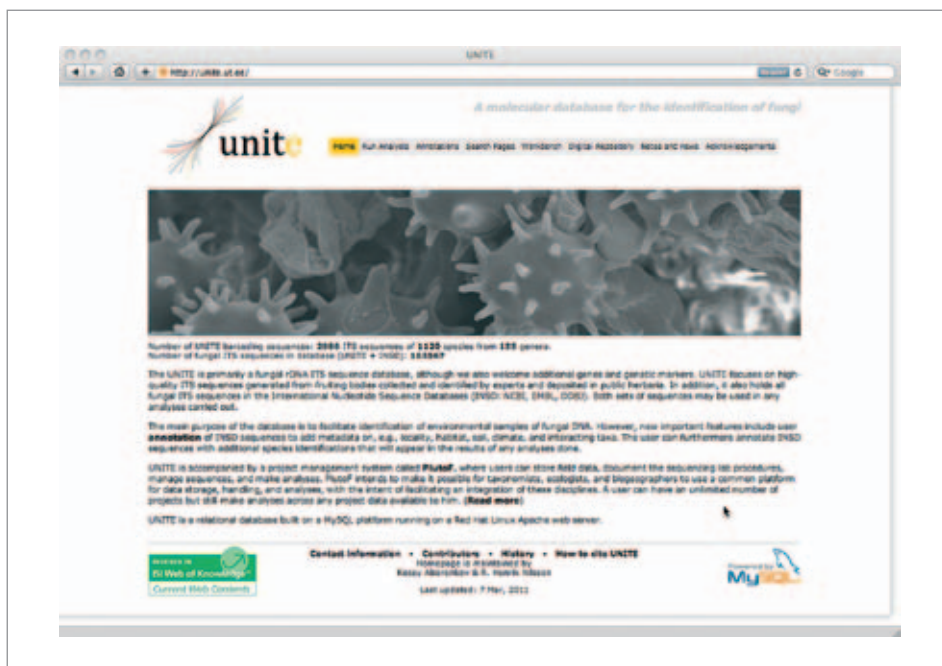 UNITE
http://unite.ut.ee/
Google
A molecular database for the identification of fungi
unite
Home Run Analysis Annotations Search Pages Workbench Digital Repository Notes and News Acknowledgements
Number of UNITE barcoding sequences: ITS sequences of species from genera.
Number of fungal ITS sequences in database (UNITE + INSD):
The UNITE is primarily a fungal rDNA ITS sequence database, although we also welcome additional genes and genetic markers. UNITE focuses on high-
quality ITS sequences generated from fruiting bodies collected and identified by experts and deposited in public herbaria. In addition, it also holds all
fungal ITS sequences in the International Nucleotide Sequence Databases (INSD: NCBI, EMBL, DDBJ). Both sets of sequences may be used in any
analyses carried out.
The main purpose of the database is to facilitate identification of environmental samples of fungal DNA. However, new important features include user
annotation of INSD sequences to add metadata on, e.g., locality, habitat, soil, climate, and interacting taxa. The user can furthermore annotate INSD
sequences with additional species identifications that will appear in the results of any analyses done.
UNITE is accompanied by a project management system called PlutoF, where users can store field data, document the sequencing lab procedures,
manage sequences, and make analyses. PlutoF intends to make it possible for taxonomists, ecologists, and biogeographers to use a common platform
for data storage, handling, and analyses, with the intent of facilitating an integration of these disciplines. A user can have an unlimited number of
projects but still make analyses across any project data available to him. (Read more)
UNITE is a relational database built on a MySQL platform running on a Red Hat Linux Apache web server.
Contact information • Contributors • History • How to cite UNITE
Homepage is maintained by
& R. Henrik Nilsson
Last updated: 7 Mar, 2011
ISI Web of Knowledge
Current Web Contents
Powered by
MySQL